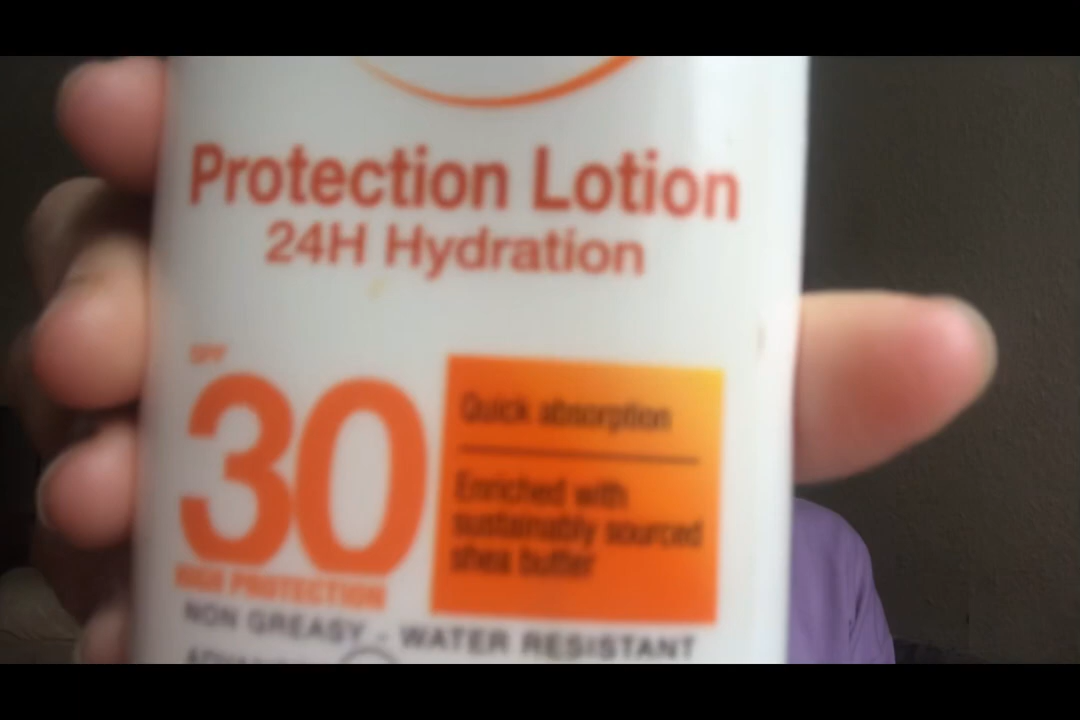 Protection Lotion
24H Hydration
SPF
30
HIGH PROTECTION
Quick absorption
Enriched with
sustainably sourced
shea butter
NON GREASY - WATER RESISTANT